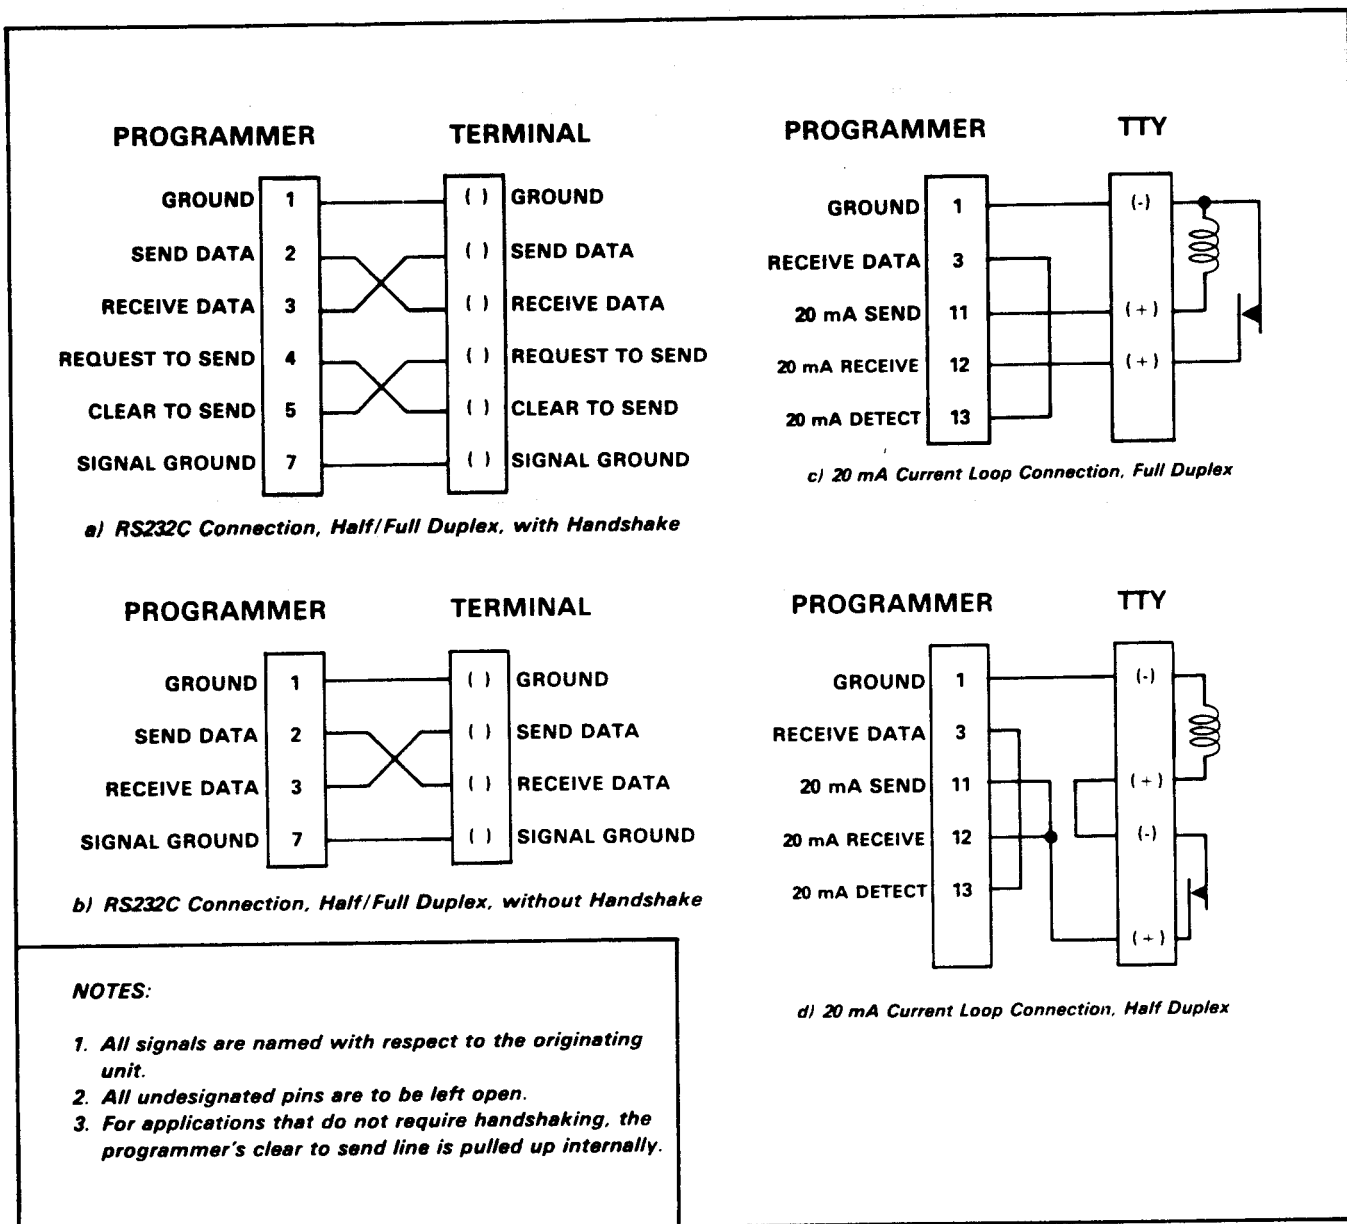 PROGRAMMER TERMINAL
GROUND 1 ( ) GROUND
SEND DATA 2 ( ) SEND DATA
RECEIVE DATA 3 ( ) RECEIVE DATA
REQUEST TO SEND 4 ( ) REQUEST TO SEND
CLEAR TO SEND 5 ( ) CLEAR TO SEND
SIGNAL GROUND 7 ( ) SIGNAL GROUND
a) RS232C Connection, Half/Full Duplex, with Handshake
PROGRAMMER TERMINAL
GROUND 1 ( ) GROUND
SEND DATA 2 ( ) SEND DATA
RECEIVE DATA 3 ( ) RECEIVE DATA
SIGNAL GROUND 7 ( ) SIGNAL GROUND
b) RS232C Connection, Half/Full Duplex, without Handshake
PROGRAMMER TTY
GROUND 1 (-)
RECEIVE DATA 3
20 mA SEND 11 (+)
20 mA RECEIVE 12 (+)
20 mA DETECT 13
c) 20 mA Current Loop Connection, Full Duplex
PROGRAMMER TTY
GROUND 1 (-)
RECEIVE DATA 3
20 mA SEND 11 (+)
20 mA RECEIVE 12 (-)
20 mA DETECT 13
(+)
d) 20 mA Current Loop Connection, Half Duplex
NOTES:
1. All signals are named with respect to the originating
unit.
2. All undesignated pins are to be left open.
3. For applications that do not require handshaking, the
programmer's clear to send line is pulled up internally.